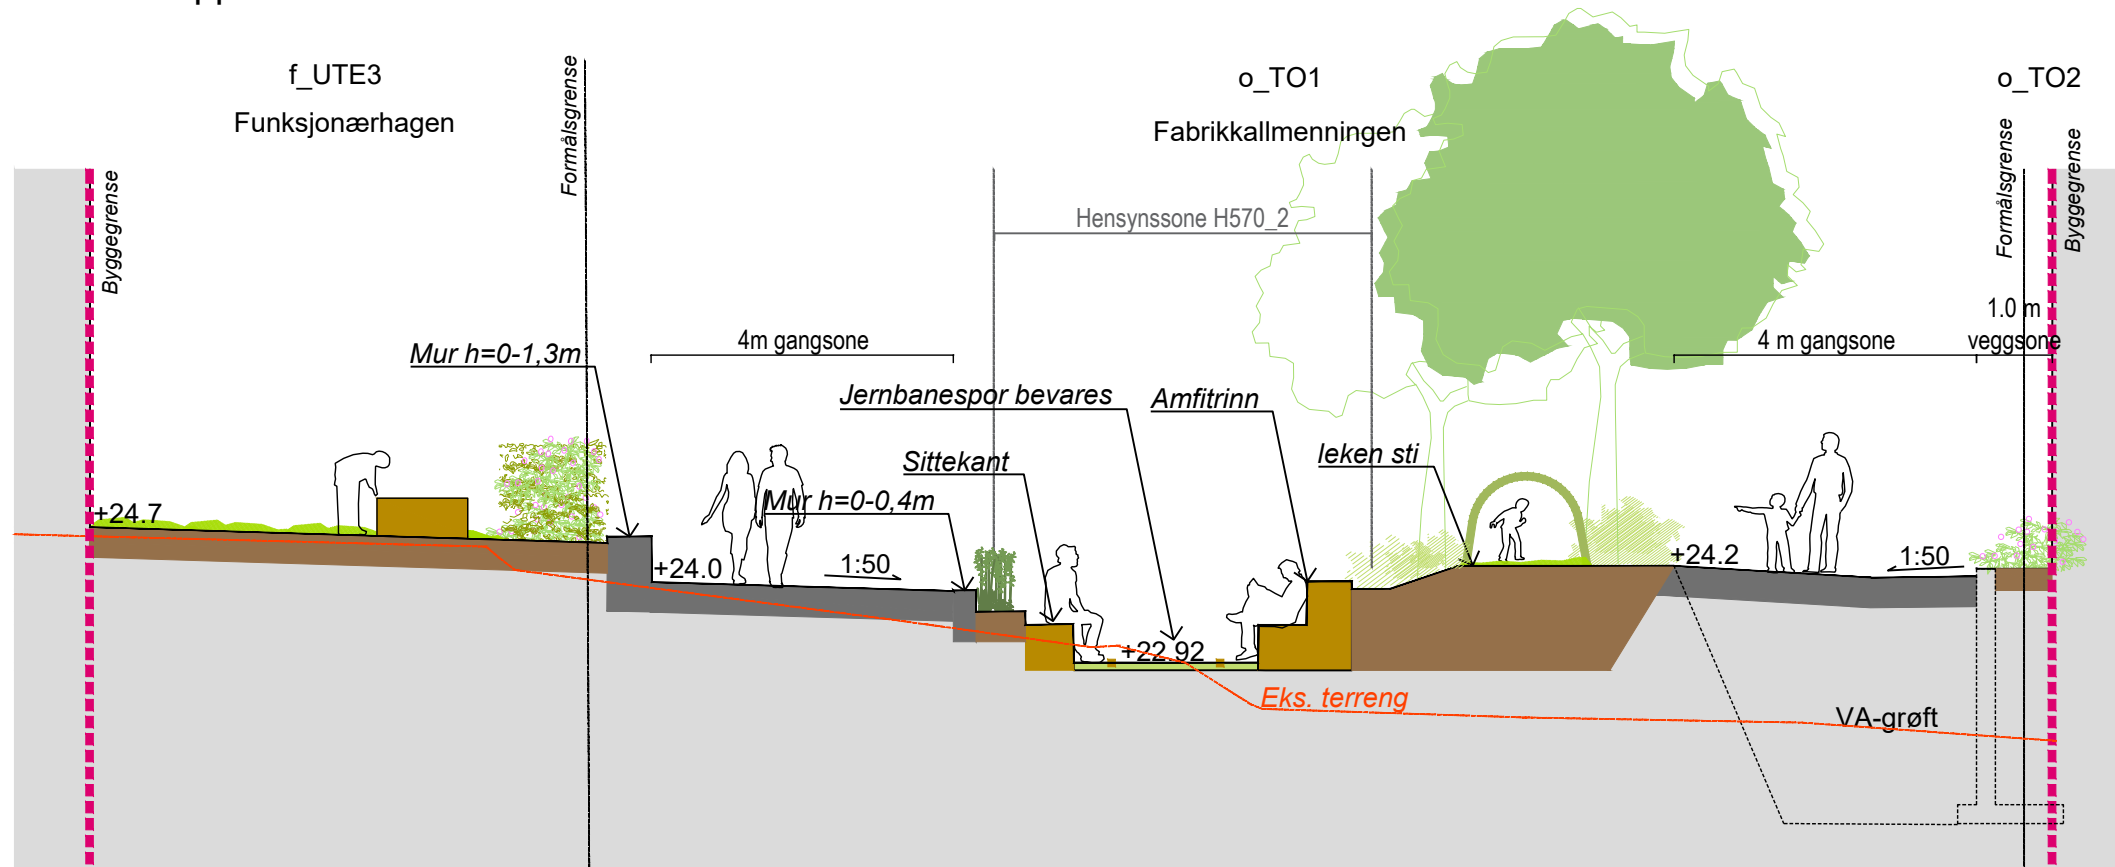 f_UTE3
Funksjonærhagen
Formålsgrense
Byggegrense
o_TO1
Fabrikkallmenningen
o_TO2
Formålsgrense
Byggegrense
Hensynssone H570_2
1.0 m
veggsone
4 m gangsone
4m gangsone
Mur h=0-1,3m
Jernbanespor bevares
Amfitrinn
Sittekant
leken sti
Mur h=0-0,4m
+24.7
+24.0
1:50
+22.92
+24.2
1:50
Eks. terreng
VA-grøft